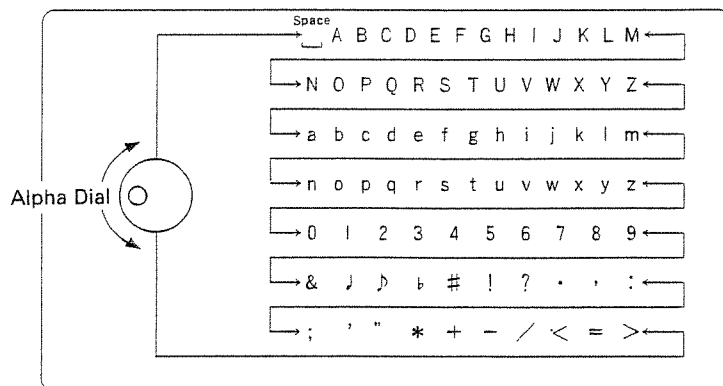 Space
␣ A B C D E F G H I J K L M
N O P Q R S T U V W X Y Z
a b c d e f g h i j k l m
Alpha Dial
n o p q r s t u v w x y z
0 1 2 3 4 5 6 7 8 9
& ♩ ♪ ♭ # ! ? . , :
; ' " * + - / < = >